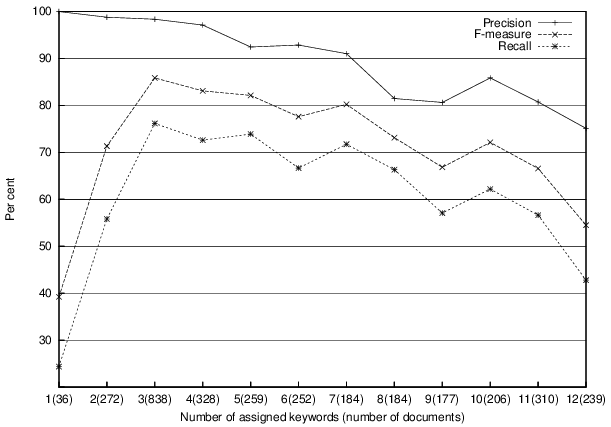 100
90
80
70
60
50
40
30
Per cent
Precision
F-measure
Recall
1(36) 2(272) 3(838) 4(328) 5(259) 6(252) 7(184) 8(184) 9(177) 10(206) 11(310) 12(239)
Number of assigned keywords (number of documents)